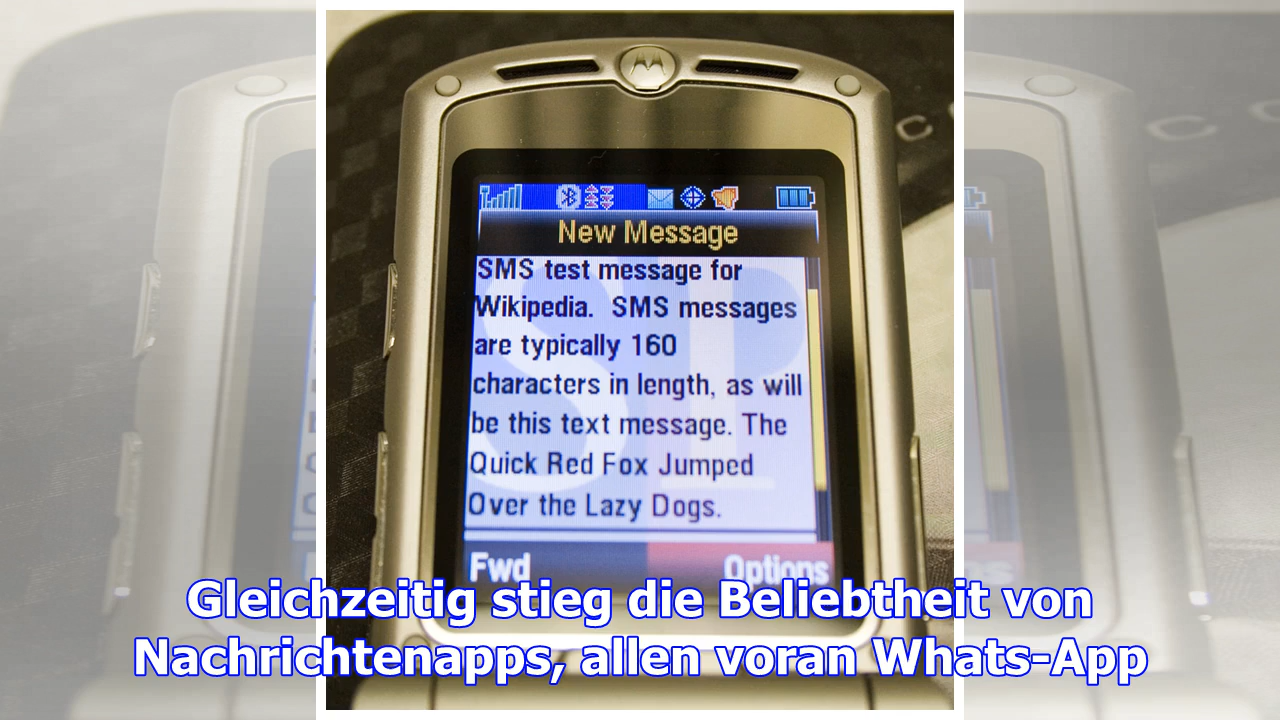 New Message
SMS test message for
Wikipedia. SMS messages
are typically 160
characters in length, as will
be this text message. The
Quick Red Fox Jumped
Over the Lazy Dogs.
Fwd Options
Gleichzeitig stieg die Beliebtheit von
Nachrichtenapps, allen voran Whats-App